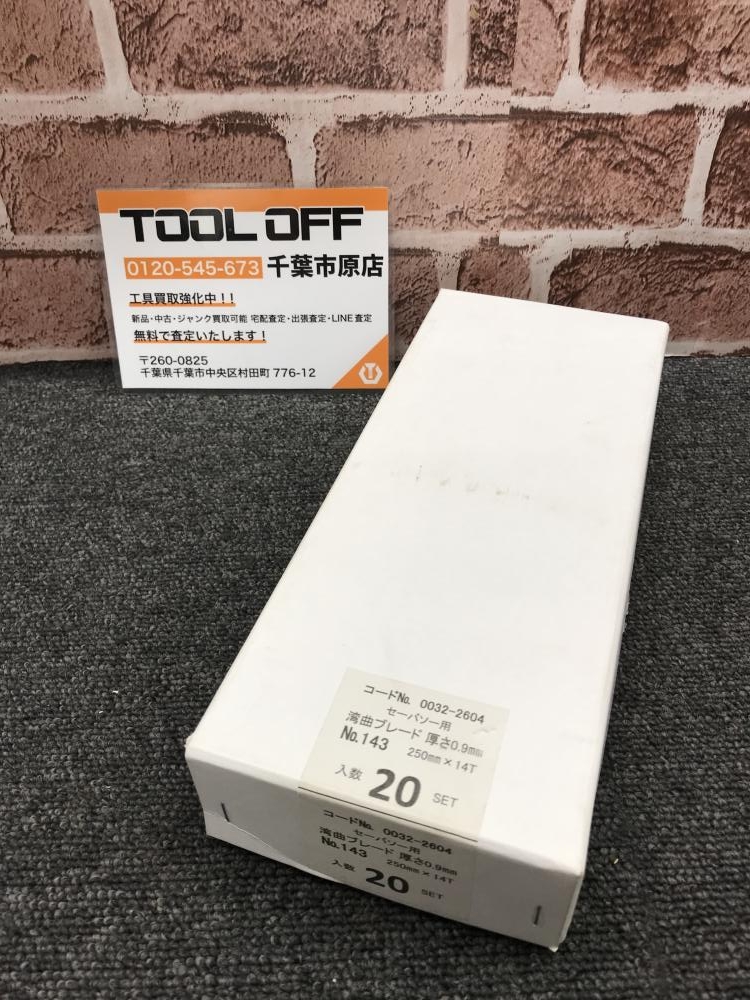 TOOL OFF
0120-545-673 千葉市原店
工具買取強化中！！
新品・中古・ジャンク買取可能 宅配査定・出張査定・LINE査定
無料で査定いたします！
〒260-0825
千葉県千葉市中央区村田町 776-12
コードNo. 0032-2604
セーバソー用
湾曲ブレード 厚さ0.9mm
No.143 250mm×14T
入数 20 SET
コードNo. 0032-2604
セーバソー用
湾曲ブレード 厚さ0.9mm
No.143 250mm×14T
入数 20 SET